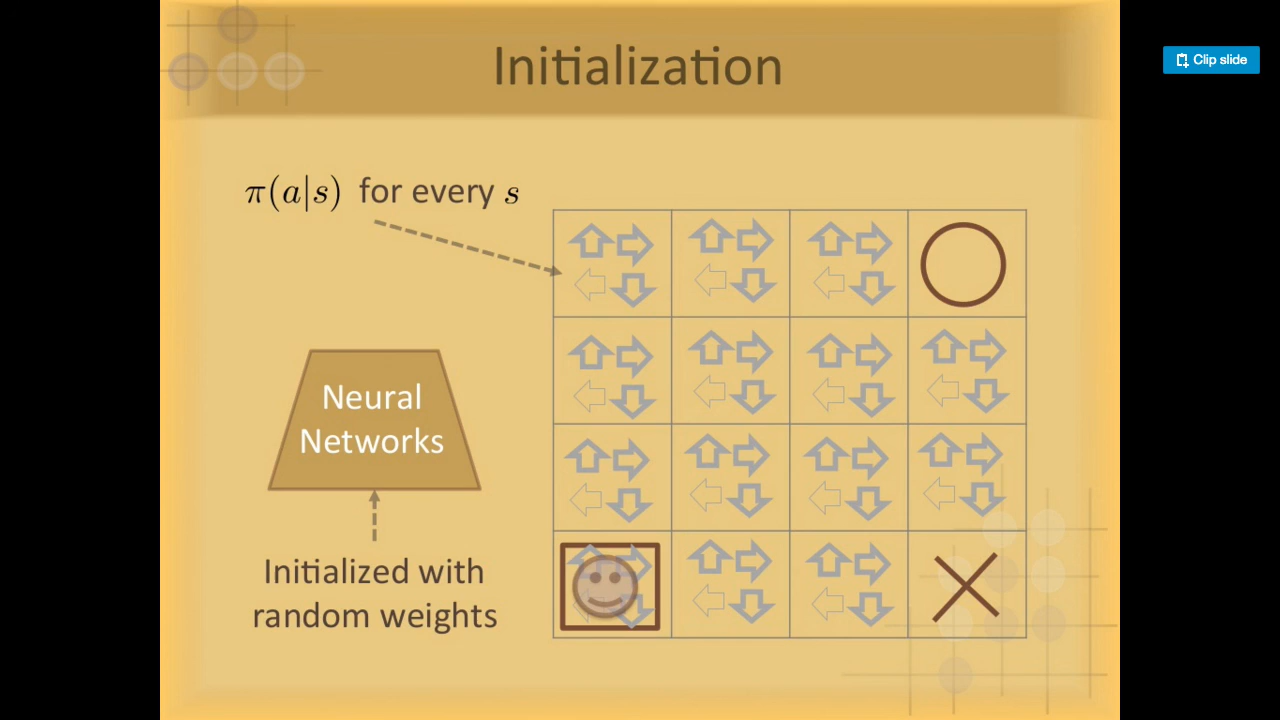 Initialization
Clip slide
π(a|s) for every s
Neural
Networks
Initialized with
random weights